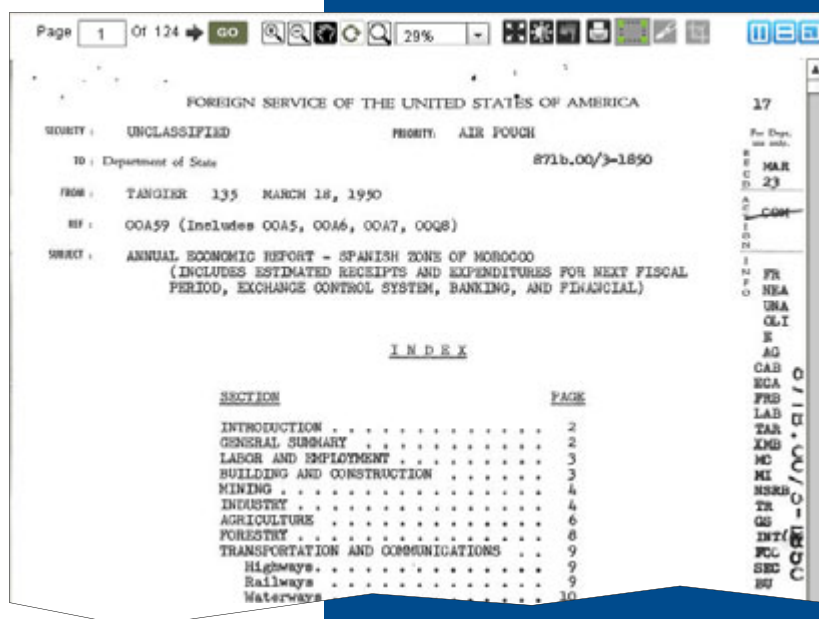 Page 1 Of 124 GO 29%
FOREIGN SERVICE OF THE UNITED STATES OF AMERICA 17
SECURITY : UNCLASSIFIED PRIORITY: AIR POUCH For Dept. use only.
TO : Department of State 871b.00/3-1850
RECD MAR 23
FROM : TANGIER 135 MARCH 18, 1950
ACTION COM
REF : OOA59 (Includes OOA5, OOA6, OOA7, OOQ8)
SUBJECT : ANNUAL ECONOMIC REPORT - SPANISH ZONE OF MOROCCO
(INCLUDES ESTIMATED RECEIPTS AND EXPENDITURES FOR NEXT FISCAL
PERIOD, EXCHANGE CONTROL SYSTEM, BANKING, AND FINANCIAL)
INDEX
SECTION PAGE
INTRODUCTION . . . . . . . . . . . . . 2
GENERAL SUMMARY . . . . . . . . . . . 2
LABOR AND EMPLOYMENT . . . . . . . . . 3
BUILDING AND CONSTRUCTION . . . . . . 3
MINING . . . . . . . . . . . . . . . . 4
INDUSTRY . . . . . . . . . . . . . . . 4
AGRICULTURE . . . . . . . . . . . . . 6
FORESTRY . . . . . . . . . . . . . . . 8
TRANSPORTATION AND COMMUNICATIONS . . 9
Highways. . . . . . . . . . . . . 9
Railways . . . . . . . . . . . . 9
Waterways . . . . . . . . . . . . 10
INFO
FR
NEA
UNA
OLI
E
AG
CAB
ECA
FRB
LAB
TAR
XMB
MC
MI
NSRB
TR
GS
INT
FCC
SEC
BU